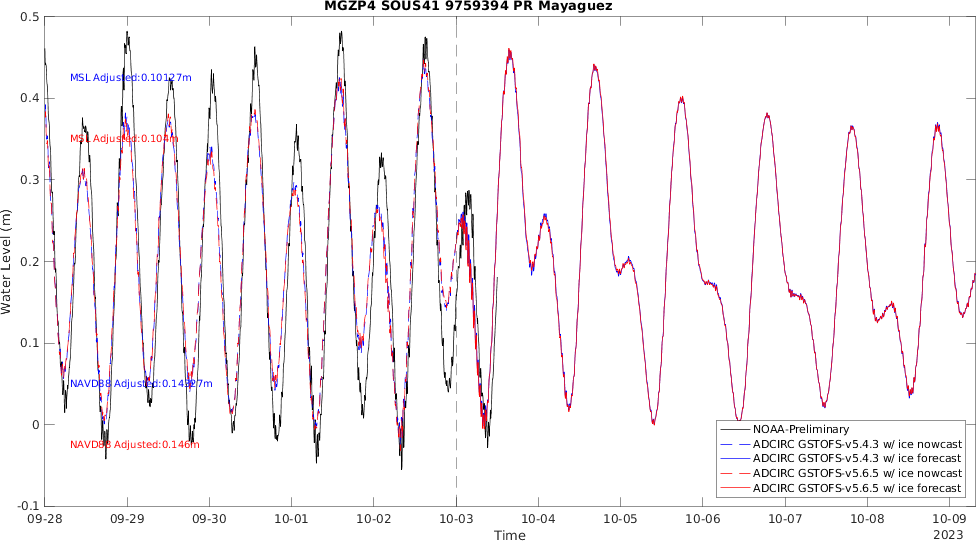 MGZP4 SOUS41 9759394 PR Mayaguez
0.5
0.4
0.3
0.2
0.1
0
-0.1
Water Level (m)
MSL Adjusted:0.10127m
MSL Adjusted:0.104m
NAVD88 Adjusted:
NAVD88 Adjusted:0.146m
NOAA-Preliminary
ADCIRC GSTOFS-v5.4.3 w/ ice nowcast
ADCIRC GSTOFS-v5.4.3 w/ ice forecast
ADCIRC GSTOFS-v5.6.5 w/ ice nowcast
ADCIRC GSTOFS-v5.6.5 w/ ice forecast
09-28 09-29 09-30 10-01 10-02 10-03 10-04 10-05 10-06 10-07 10-08 10-09
Time
2023